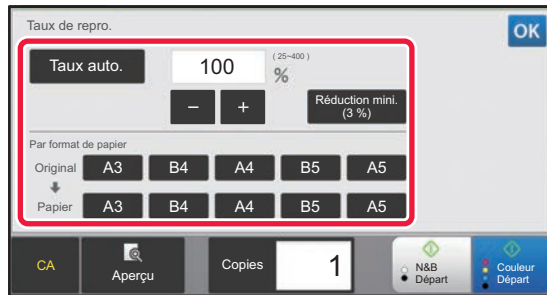 Taux de repro.
OK
Taux auto.
100
(25~400)
%
− +
Réduction mini.
(3 %)
Par format de papier
Original A3 B4 A4 B5 A5
Papier A3 B4 A4 B5 A5
CA
Aperçu
Copies 1
N&B
Départ
Couleur
Départ